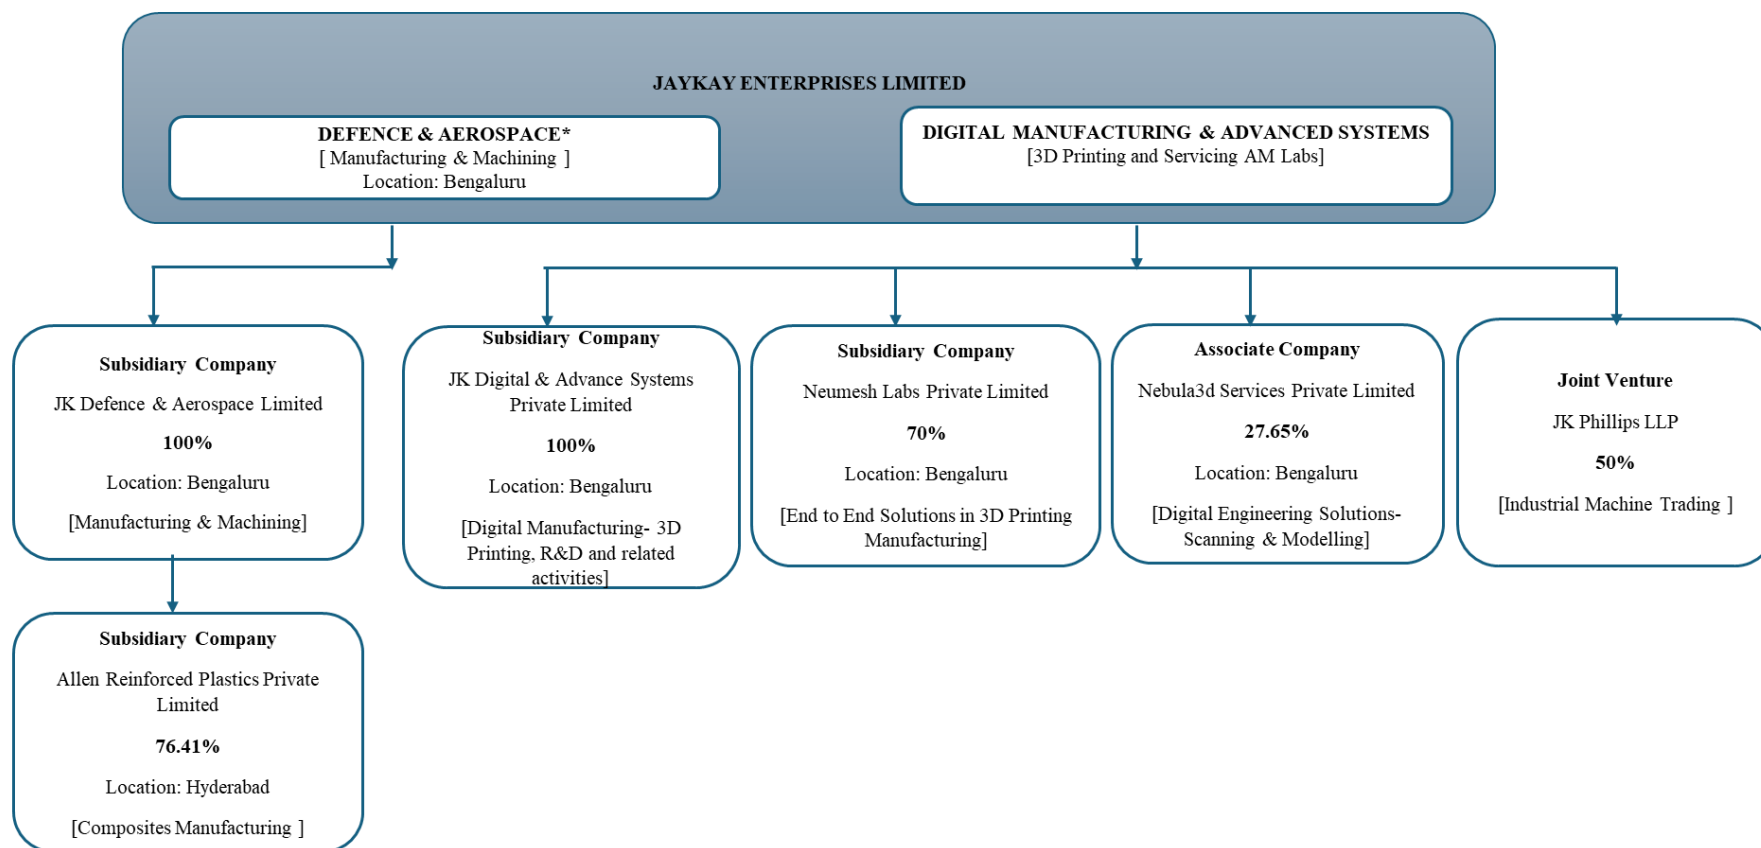 JAYKAY ENTERPRISES LIMITED
DEFENCE & AEROSPACE*
[ Manufacturing & Machining ]
Location: Bengaluru
DIGITAL MANUFACTURING & ADVANCED SYSTEMS
[3D Printing and Servicing AM Labs]
Subsidiary Company
JK Defence & Aerospace Limited
100%
Location: Bengaluru
[Manufacturing & Machining]
Subsidiary Company
JK Digital & Advance Systems
Private Limited
100%
Location: Bengaluru
[Digital Manufacturing- 3D
Printing, R&D and related
activities]
Subsidiary Company
Neumesh Labs Private Limited
70%
Location: Bengaluru
[End to End Solutions in 3D Printing
Manufacturing]
Associate Company
Nebula3d Services Private Limited
27.65%
Location: Bengaluru
[Digital Engineering Solutions-
Scanning & Modelling]
Joint Venture
JK Phillips LLP
50%
[Industrial Machine Trading ]
Subsidiary Company
Allen Reinforced Plastics Private
Limited
76.41%
Location: Hyderabad
[Composites Manufacturing ]